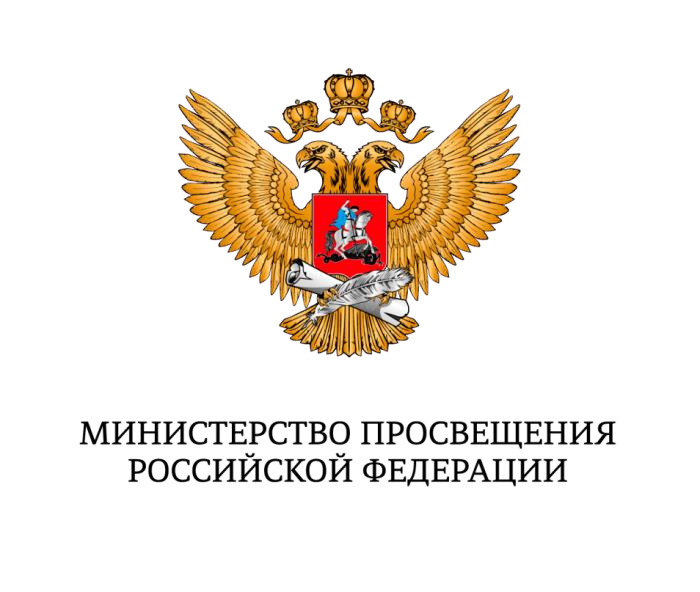 МИНИСТЕРСТВО ПРОСВЕЩЕНИЯ
РОССИЙСКОЙ ФЕДЕРАЦИИ